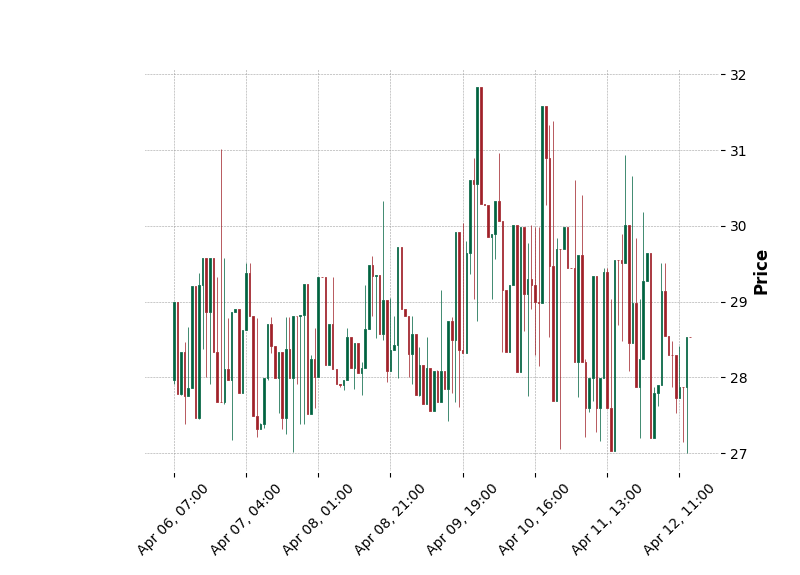 32
31
30
29
28
27
Price
Apr 06, 07:00
Apr 07, 04:00
Apr 08, 01:00
Apr 08, 21:00
Apr 09, 19:00
Apr 10, 16:00
Apr 11, 13:00
Apr 12, 11:00